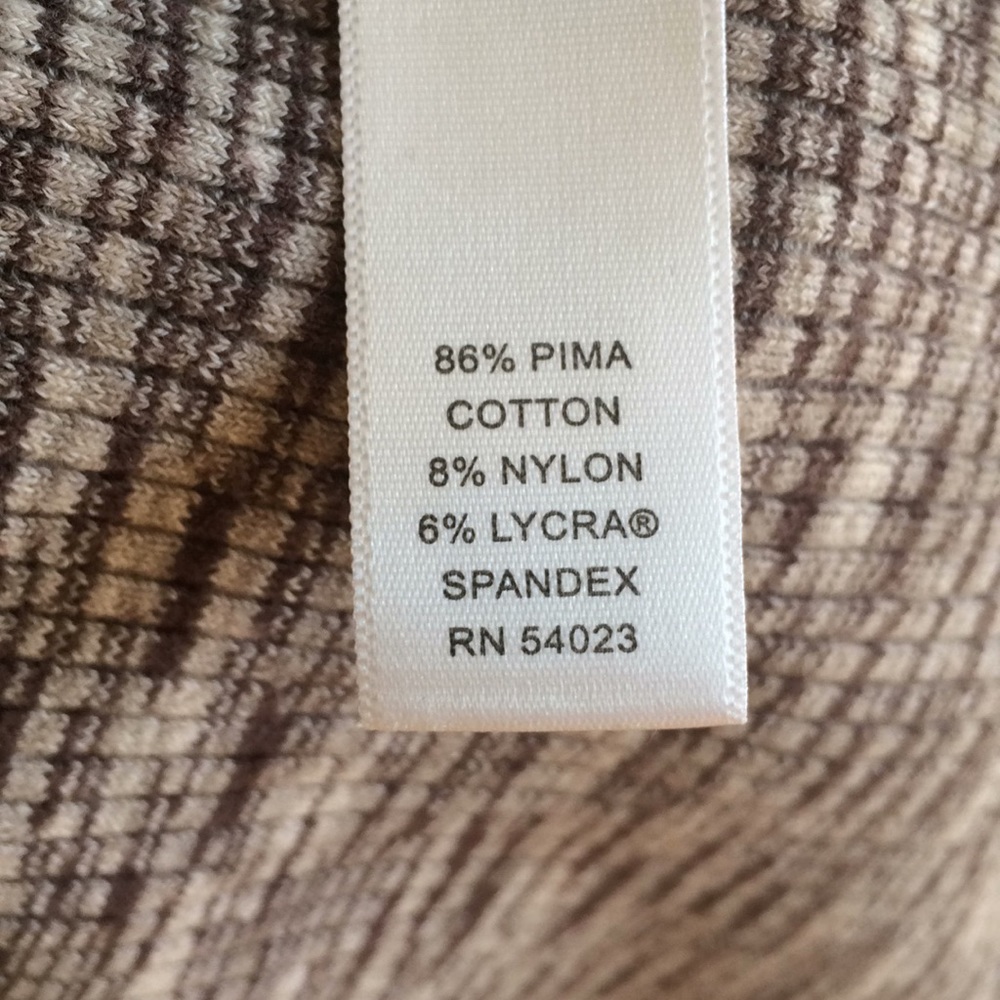 86% PIMA
COTTON
8% NYLON
6% LYCRA®
SPANDEX
RN 54023